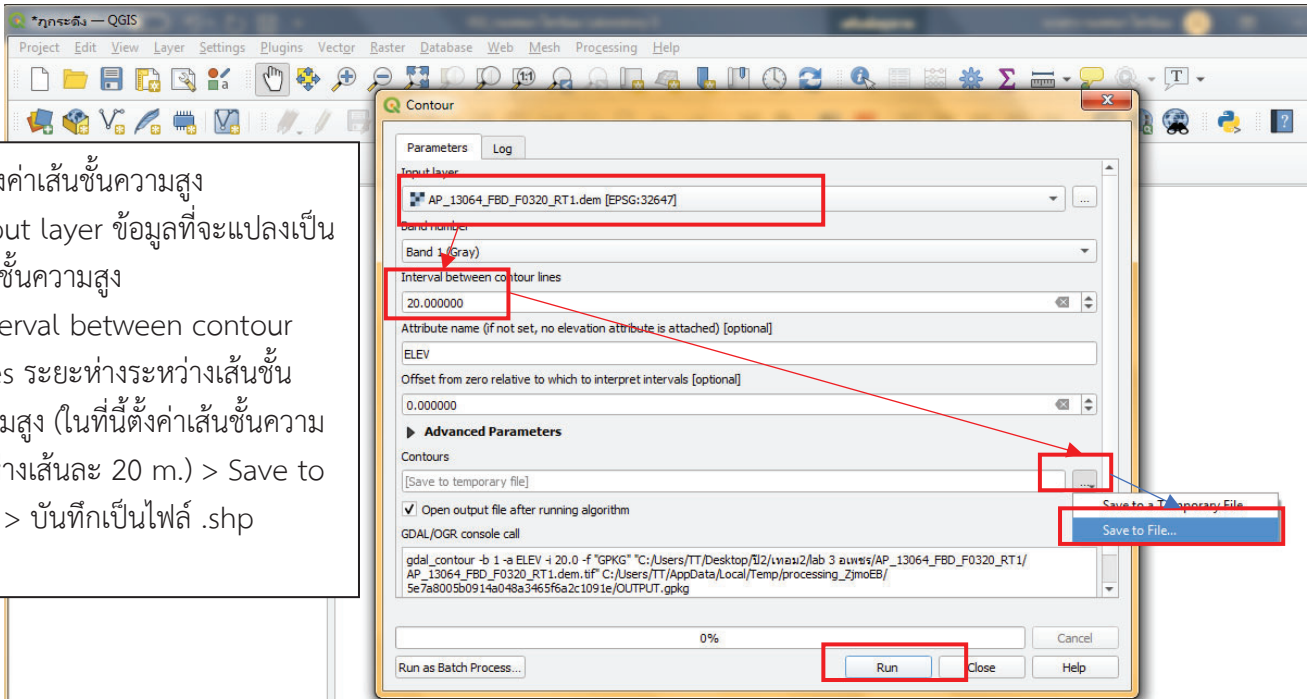 *ภูกระดึง — QGIS
Project Edit View Layer Settings Plugins Vector Raster Database Web Mesh Processing Help
ค่าเส้นชั้นความสูง
layer ข้อมูลที่จะแปลงเป็น
ชั้นความสูง
between contour
ระยะห่างระหว่างเส้นชั้น
สูง (ในที่นี้ตั้งค่าเส้นชั้นความ
เส้นละ 20 m.) > Save to
> บันทึกเป็นไฟล์ .shp
Contour
Parameters Log
Input layer
AP_13064_FBD_F0320_RT1.dem [EPSG:32647]
...
Band number
Band 1 (Gray)
Interval between contour lines
20.000000
Attribute name (if not set, no elevation attribute is attached) [optional]
ELEV
Offset from zero relative to which to interpret intervals [optional]
0.000000
Advanced Parameters
Contours
[Save to temporary file]
...
Save to a Temporary File
Save to File...
Open output file after running algorithm
GDAL/OGR console call
gdal_contour -b 1 -a ELEV -i 20.0 -f "GPKG" "C:/Users/TT/Desktop/ปี2/เทอม2/lab 3 อเพชร/AP_13064_FBD_F0320_RT1/
AP_13064_FBD_F0320_RT1.dem.tif" C:/Users/TT/AppData/Local/Temp/processing_ZjmoEB/
5e7a8005b0914a048a3465f6a2c1091e/OUTPUT.gpkg
0%
Cancel
Run as Batch Process...
Run Close Help